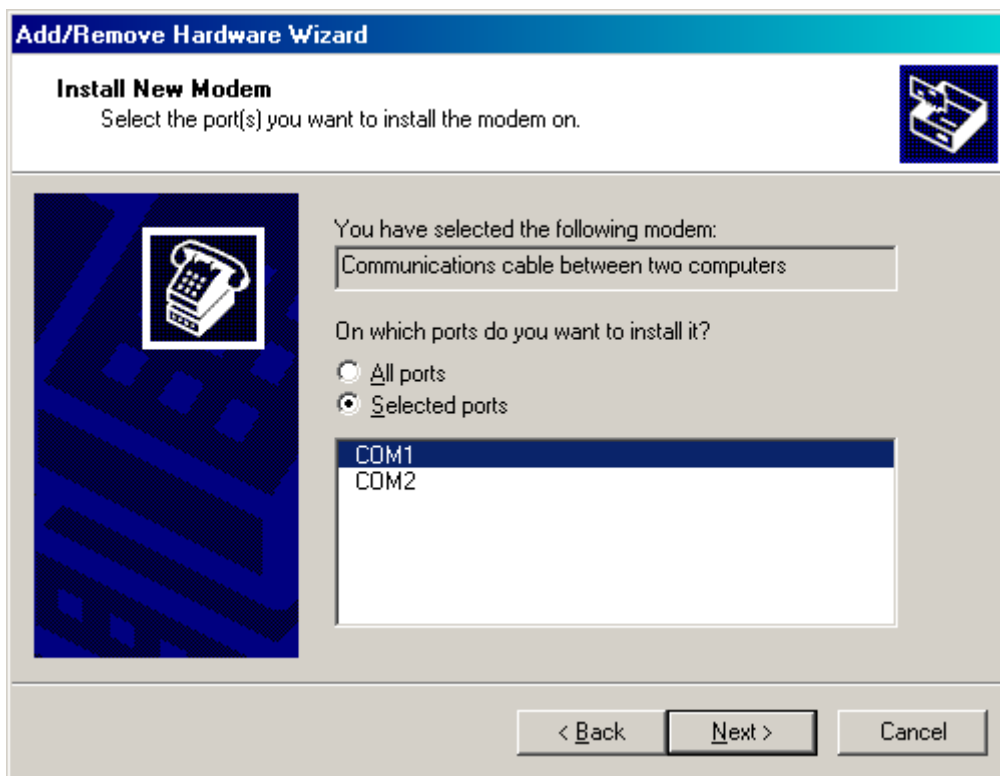 Add/Remove Hardware Wizard
Install New Modem
Select the port(s) you want to install the modem on.
You have selected the following modem:
Communications cable between two computers
On which ports do you want to install it?
All ports
Selected ports
COM1
COM2
< Back
Next >
Cancel